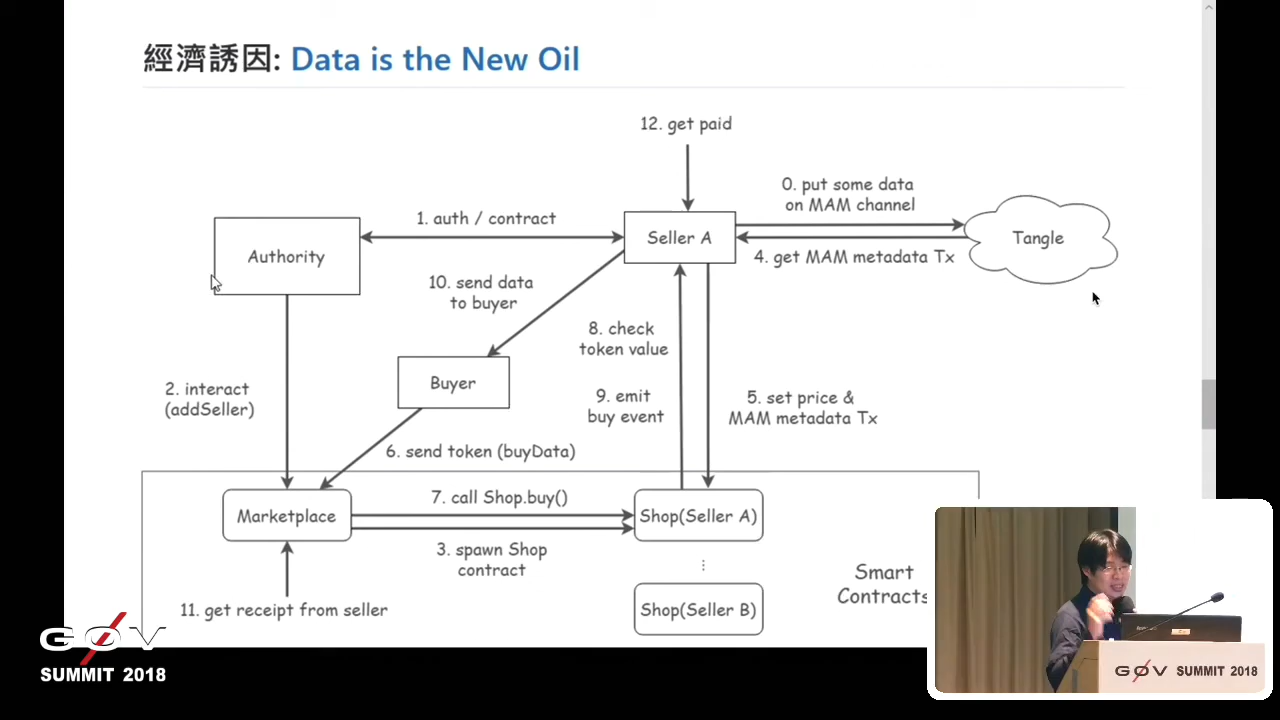 經濟誘因: Data is the New Oil
12. get paid
0. put some data
on MAM channel
1. auth / contract
Seller A
Tangle
Authority
4. get MAM metadata Tx
10. send data
to buyer
8. check
token value
Buyer
2. interact
(addSeller)
9. emit
buy event
5. set price &
MAM metadata Tx
6. send token (buyData)
Marketplace
7. call Shop.buy()
Shop(Seller A)
3. spawn Shop
contract
⋮
Smart
Contracts
11. get receipt from seller
Shop(Seller B)
GØV
SUMMIT 2018
GØV SUMMIT 2018